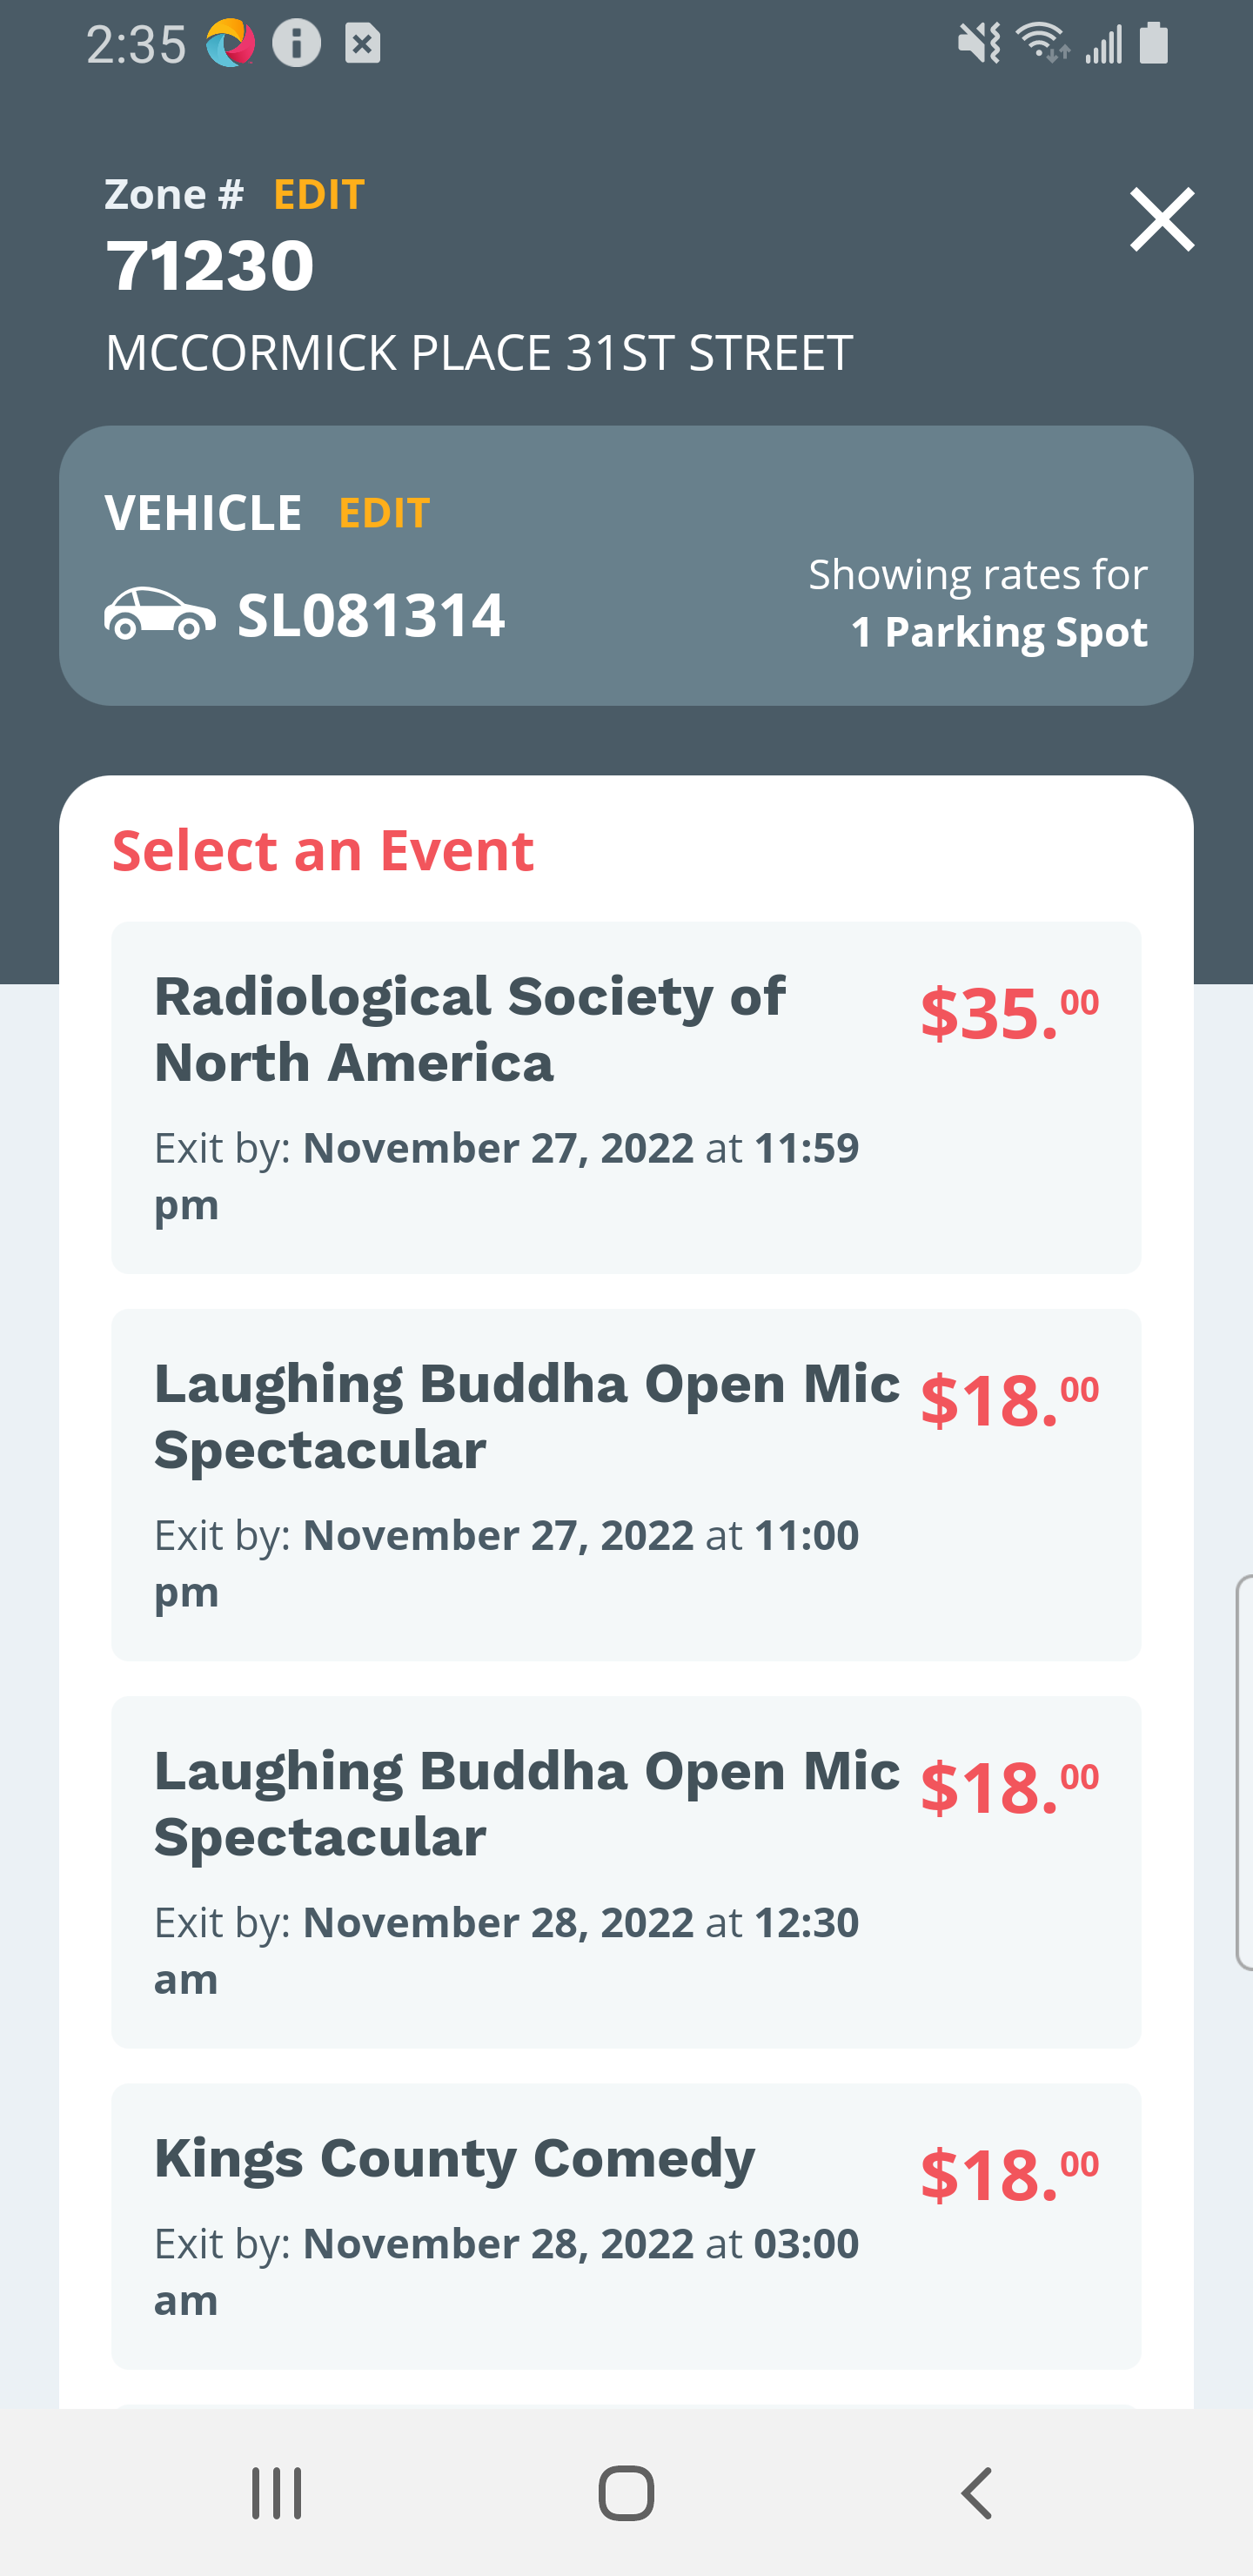 2:35
Zone # EDIT
71230
MCCORMICK PLACE 31ST STREET
VEHICLE EDIT
SL081314
Showing rates for
1 Parking Spot
Select an Event
Radiological Society of
North America
$35.00
Exit by: November 27, 2022 at 11:59
pm
Laughing Buddha Open Mic
Spectacular
$18.00
Exit by: November 27, 2022 at 11:00
pm
Laughing Buddha Open Mic
Spectacular
$18.00
Exit by: November 28, 2022 at 12:30
am
Kings County Comedy
$18.00
Exit by: November 28, 2022 at 03:00
am